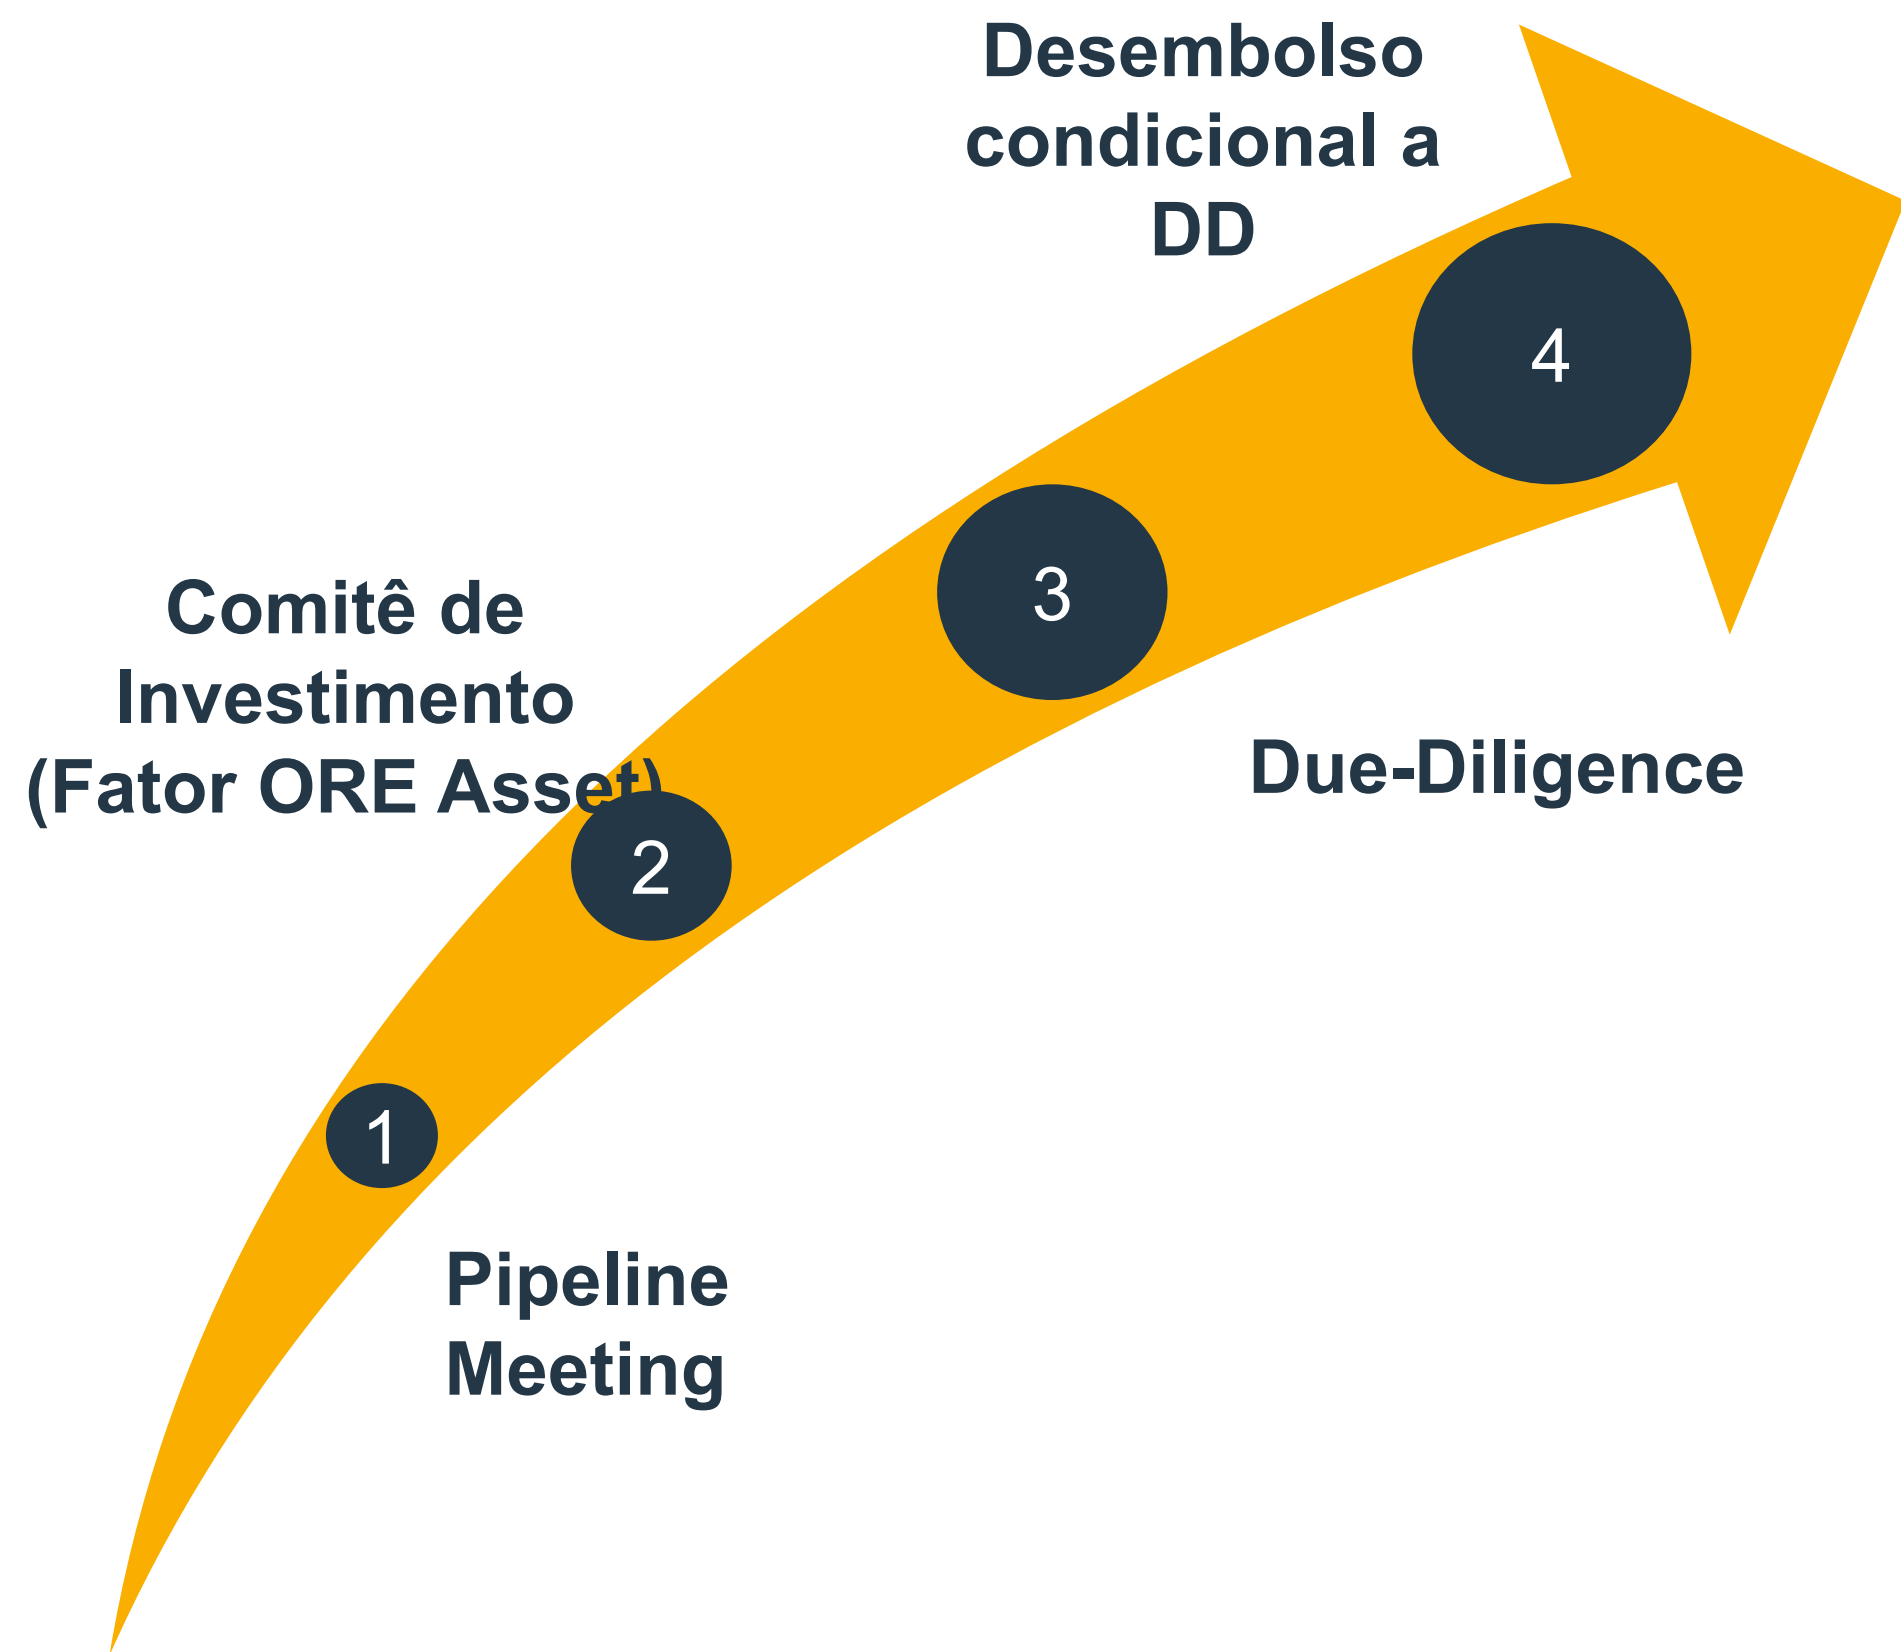 Desembolso
condicional a
DD
4
3
Comitê de
Investimento
(Fator ORE Asset)
Due-Diligence
2
1
Pipeline
Meeting